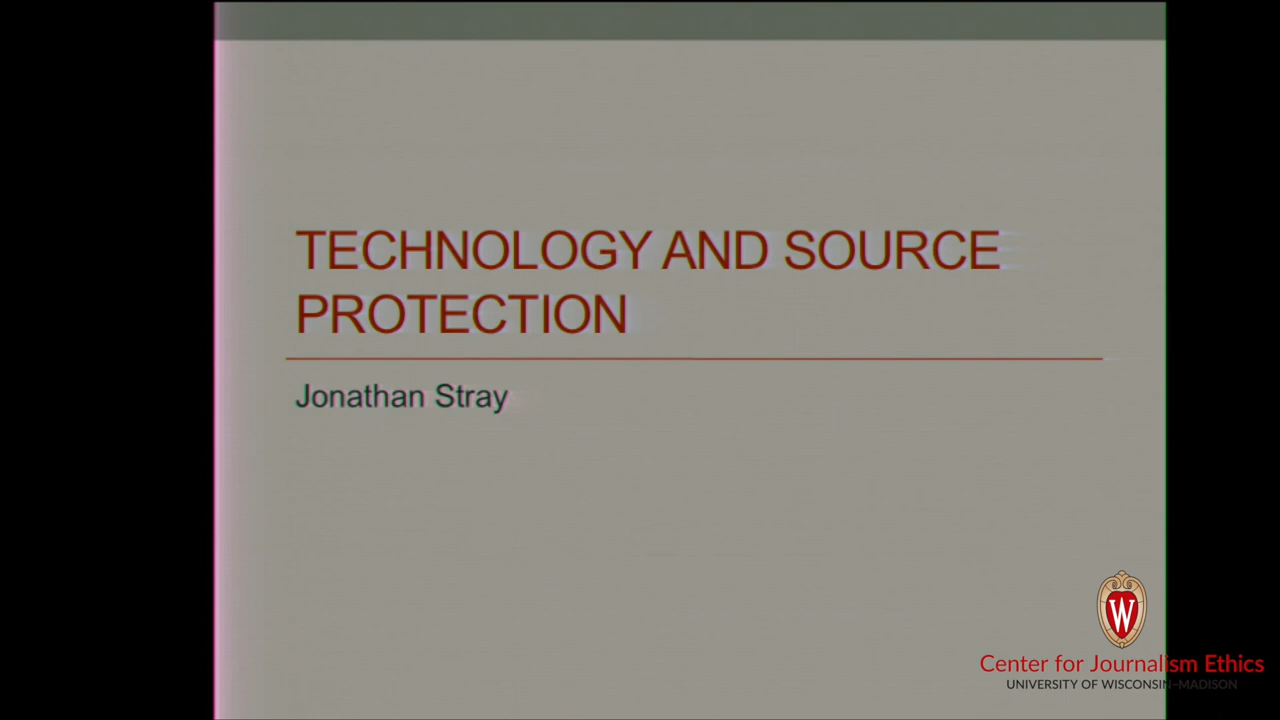 TECHNOLOGY AND SOURCE
PROTECTION
Jonathan Stray
W
Center for Journalism Ethics
UNIVERSITY OF WISCONSIN–MADISON